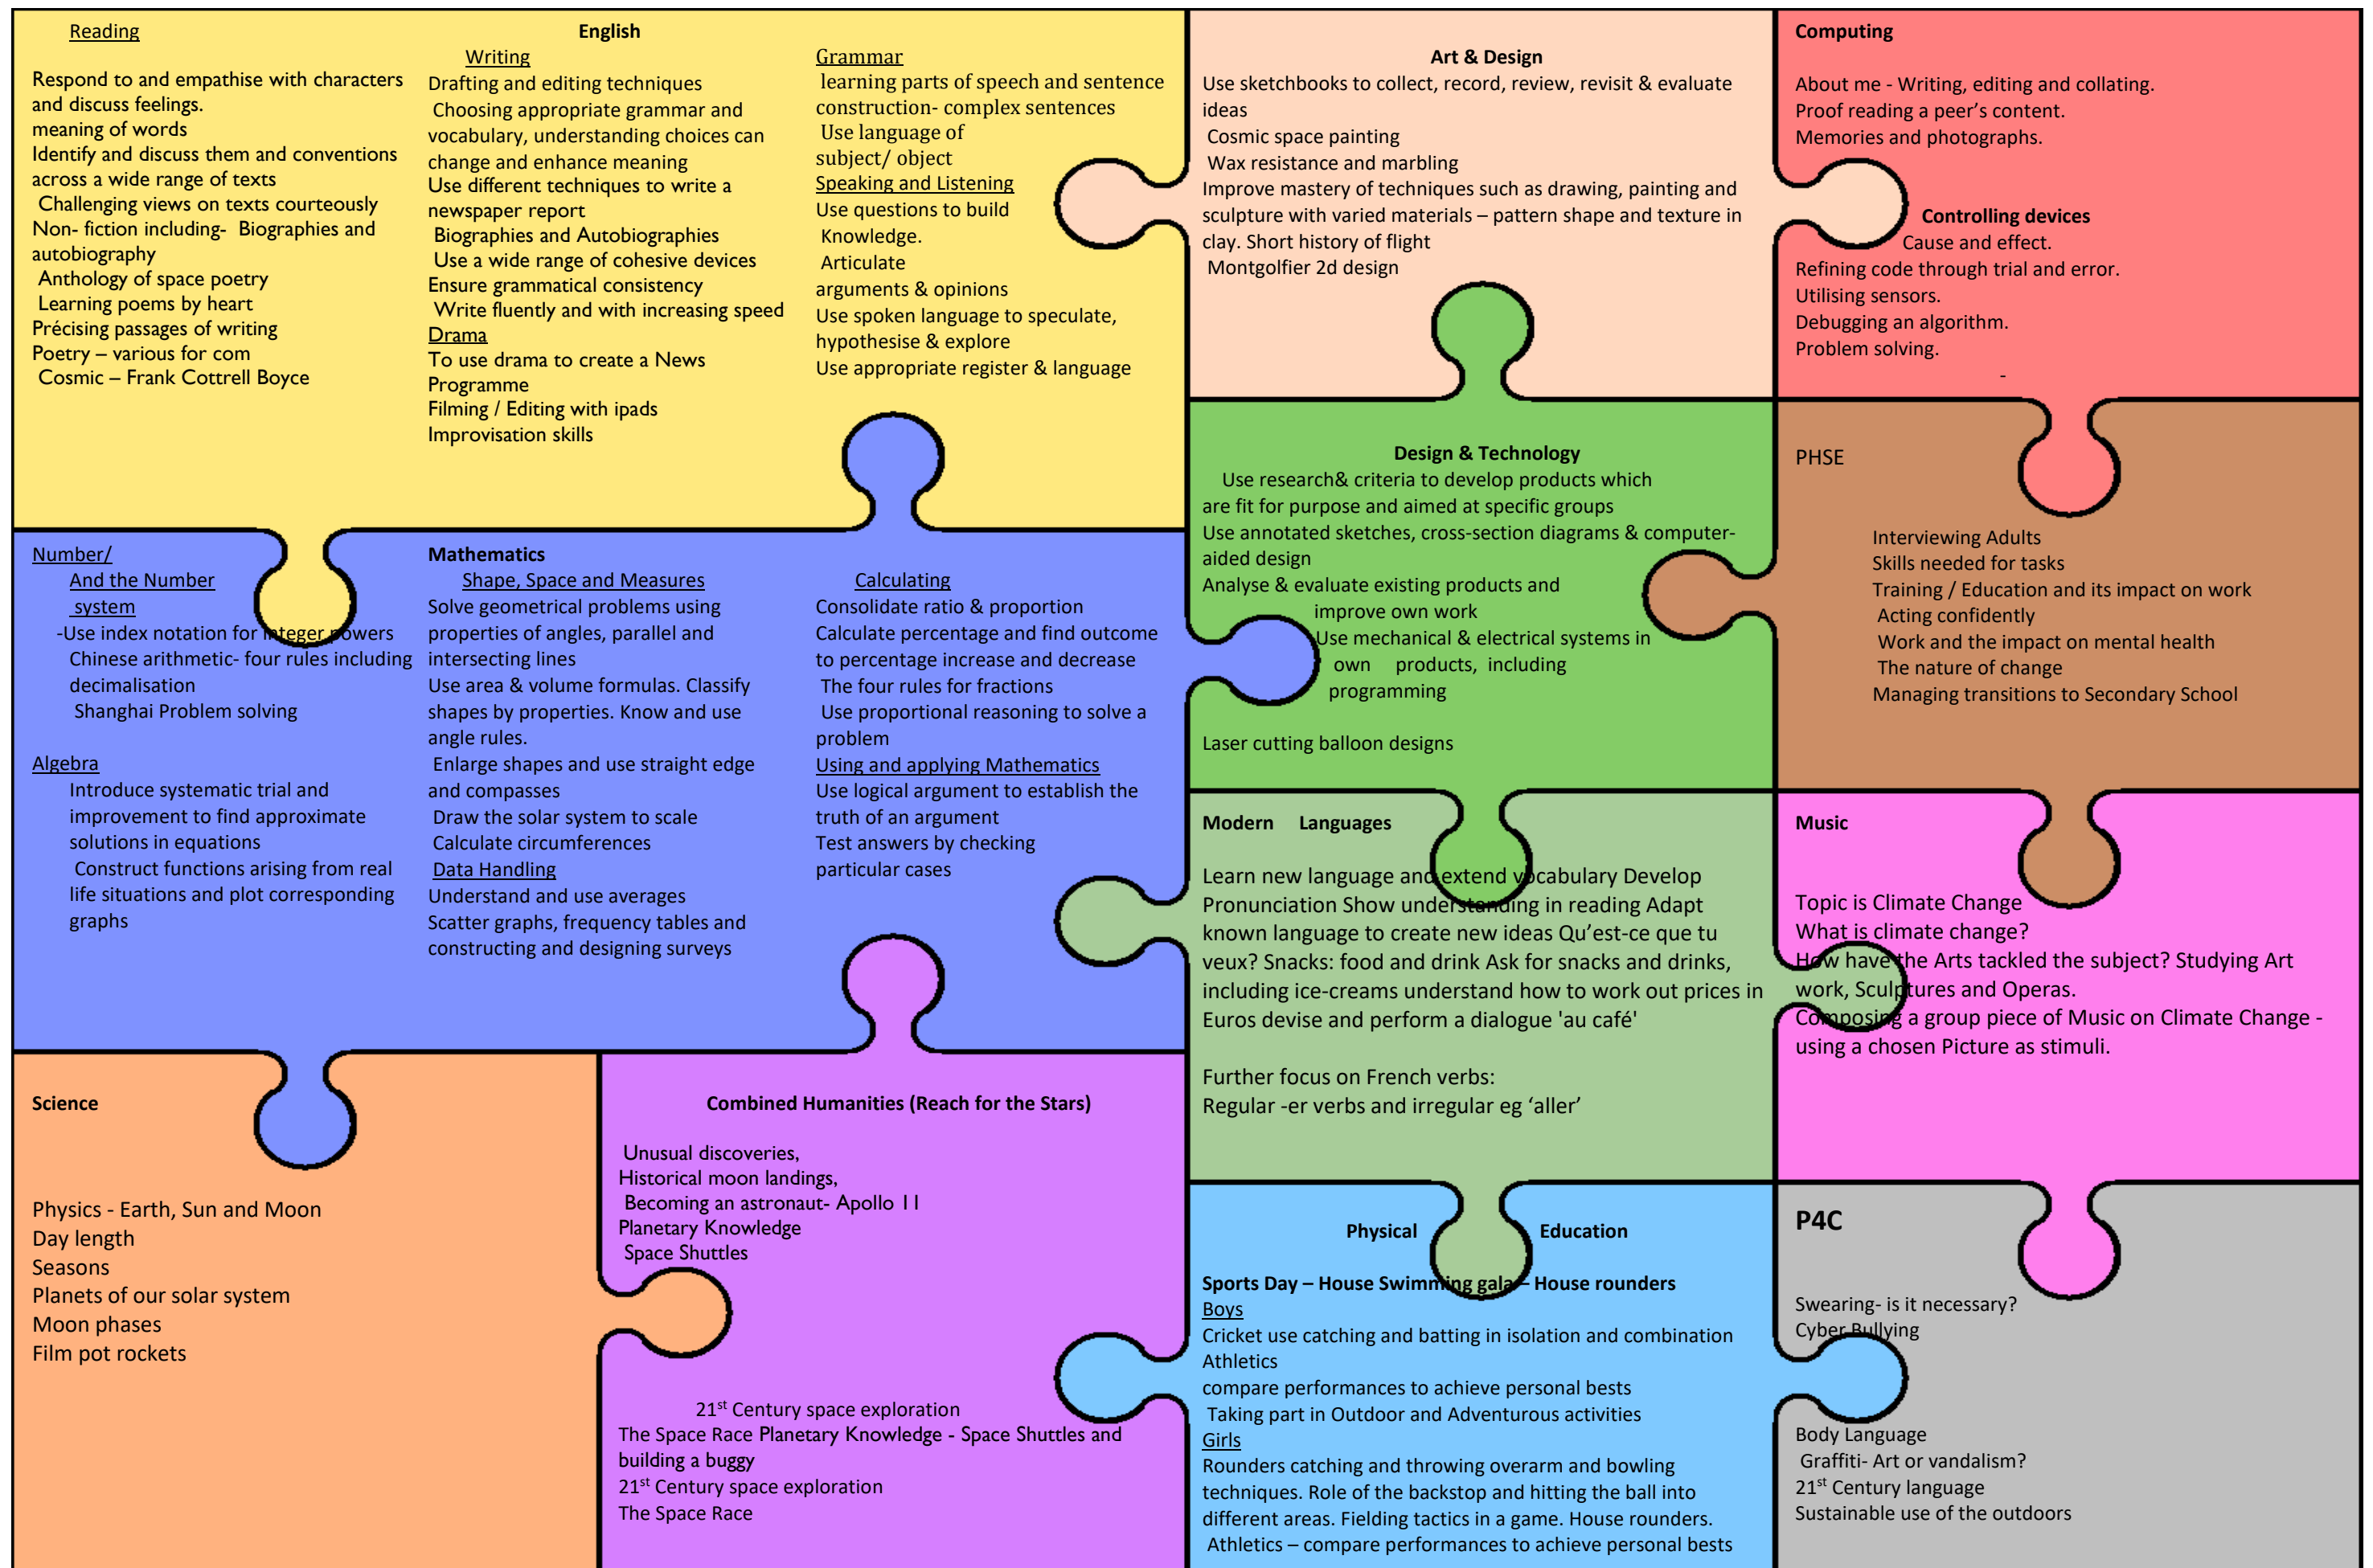 Reading
Respond to and empathise with characters
and discuss feelings.
meaning of words
Identify and discuss them and conventions
across a wide range of texts
Challenging views on texts courteously
Non- fiction including- Biographies and
autobiography
Anthology of space poetry
Learning poems by heart
Précising passages of writing
Poetry – various for com
Cosmic – Frank Cottrell Boyce
English
Writing
Drafting and editing techniques
Choosing appropriate grammar and
vocabulary, understanding choices can
change and enhance meaning
Use different techniques to write a
newspaper report
Biographies and Autobiographies
Use a wide range of cohesive devices
Ensure grammatical consistency
Write fluently and with increasing speed
Drama
To use drama to create a News
Programme
Filming / Editing with ipads
Improvisation skills
Grammar
learning parts of speech and sentence
construction- complex sentences
Use language of
subject/ object
Speaking and Listening
Use questions to build
Knowledge.
Articulate
arguments & opinions
Use spoken language to speculate,
hypothesise & explore
Use appropriate register & language
Art & Design
Use sketchbooks to collect, record, review, revisit & evaluate
ideas
Cosmic space painting
Wax resistance and marbling
Improve mastery of techniques such as drawing, painting and
sculpture with varied materials – pattern shape and texture in
clay. Short history of flight
Montgolfier 2d design
Computing
About me - Writing, editing and collating.
Proof reading a peer's content.
Memories and photographs.
Controlling devices
Cause and effect.
Refining code through trial and error.
Utilising sensors.
Debugging an algorithm.
Problem solving.
-
Design & Technology
Use research& criteria to develop products which
are fit for purpose and aimed at specific groups
Use annotated sketches, cross-section diagrams & computer-
aided design
Analyse & evaluate existing products and
improve own work
Use mechanical & electrical systems in
own products, including
programming
Laser cutting balloon designs
PHSE
Interviewing Adults
Skills needed for tasks
Training / Education and its impact on work
Acting confidently
Work and the impact on mental health
The nature of change
Managing transitions to Secondary School
Number/
And the Number
system
-Use index notation for integer powers
Chinese arithmetic- four rules including
decimalisation
Shanghai Problem solving
Algebra
Introduce systematic trial and
improvement to find approximate
solutions in equations
Construct functions arising from real
life situations and plot corresponding
graphs
Mathematics
Shape, Space and Measures
Solve geometrical problems using
properties of angles, parallel and
intersecting lines
Use area & volume formulas. Classify
shapes by properties. Know and use
angle rules.
Enlarge shapes and use straight edge
and compasses
Draw the solar system to scale
Calculate circumferences
Data Handling
Understand and use averages
Scatter graphs, frequency tables and
constructing and designing surveys
Calculating
Consolidate ratio & proportion
Calculate percentage and find outcome
to percentage increase and decrease
The four rules for fractions
Use proportional reasoning to solve a
problem
Using and applying Mathematics
Use logical argument to establish the
truth of an argument
Test answers by checking
particular cases
Modern Languages
Learn new language and extend vocabulary Develop
Pronunciation Show understanding in reading Adapt
known language to create new ideas Qu'est-ce que tu
veux? Snacks: food and drink Ask for snacks and drinks,
including ice-creams understand how to work out prices in
Euros devise and perform a dialogue 'au café'
Further focus on French verbs:
Regular -er verbs and irregular eg 'aller'
Music
Topic is Climate Change
What is climate change?
How have the Arts tackled the subject? Studying Art
work, Sculptures and Operas.
Composing a group piece of Music on Climate Change -
using a chosen Picture as stimuli.
Science
Physics - Earth, Sun and Moon
Day length
Seasons
Planets of our solar system
Moon phases
Film pot rockets
Combined Humanities (Reach for the Stars)
Unusual discoveries,
Historical moon landings,
Becoming an astronaut- Apollo 11
Planetary Knowledge
Space Shuttles
21st Century space exploration
The Space Race Planetary Knowledge - Space Shuttles and
building a buggy
21st Century space exploration
The Space Race
Physical Education
Sports Day – House Swimming gala – House rounders
Boys
Cricket use catching and batting in isolation and combination
Athletics
compare performances to achieve personal bests
Taking part in Outdoor and Adventurous activities
Girls
Rounders catching and throwing overarm and bowling
techniques. Role of the backstop and hitting the ball into
different areas. Fielding tactics in a game. House rounders.
Athletics – compare performances to achieve personal bests
P4C
Swearing- is it necessary?
Cyber Bullying
Body Language
Graffiti- Art or vandalism?
21st Century language
Sustainable use of the outdoors